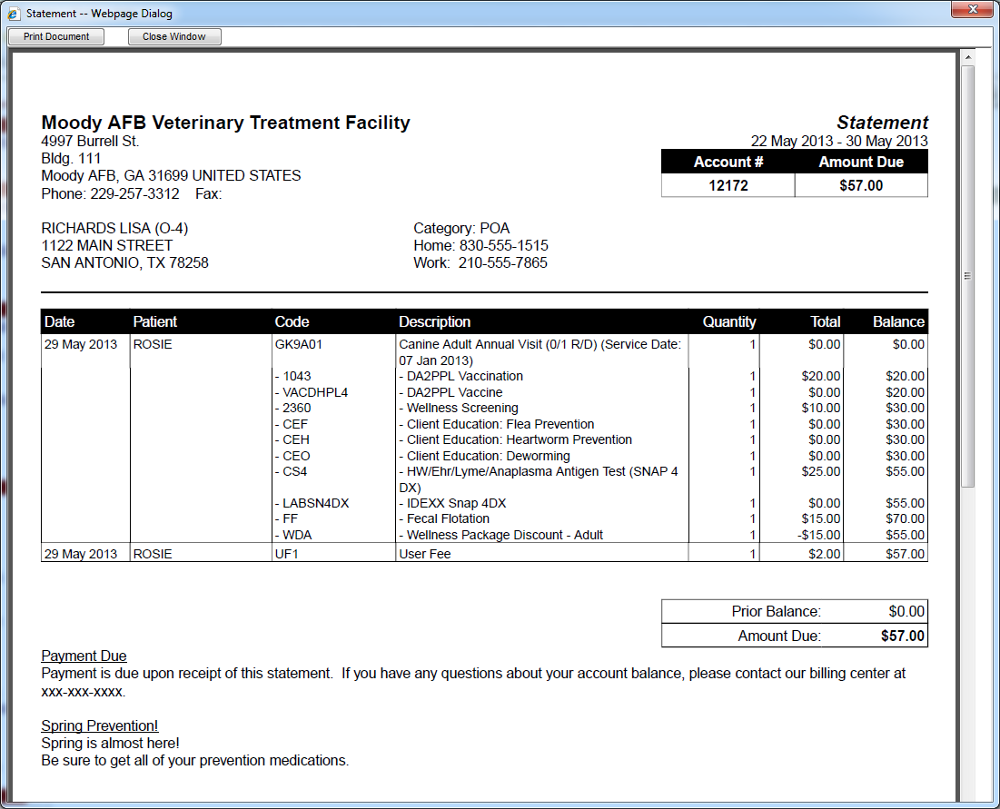 Statement -- Webpage Dialog
Print Document Close Window
Moody AFB Veterinary Treatment Facility
4997 Burrell St.
Bldg. 111
Moody AFB, GA 31699 UNITED STATES
Phone: 229-257-3312 Fax:
Statement
22 May 2013 - 30 May 2013
Account # Amount Due
12172 $57.00
RICHARDS LISA (O-4)
1122 MAIN STREET
SAN ANTONIO, TX 78258
Category: POA
Home: 830-555-1515
Work: 210-555-7865
Date Patient Code Description Quantity Total Balance
29 May 2013 ROSIE GK9A01 Canine Adult Annual Visit (0/1 R/D) (Service Date: 1 $0.00 $0.00
07 Jan 2013)
- 1043 - DA2PPL Vaccination 1 $20.00 $20.00
- VACDHPL4 - DA2PPL Vaccine 1 $0.00 $20.00
- 2360 - Wellness Screening 1 $10.00 $30.00
- CEF - Client Education: Flea Prevention 1 $0.00 $30.00
- CEH - Client Education: Heartworm Prevention 1 $0.00 $30.00
- CEO - Client Education: Deworming 1 $0.00 $30.00
- CS4 - HW/Ehr/Lyme/Anaplasma Antigen Test (SNAP 4 1 $25.00 $55.00
DX)
- LABSN4DX - IDEXX Snap 4DX 1 $0.00 $55.00
- FF - Fecal Flotation 1 $15.00 $70.00
- WDA - Wellness Package Discount - Adult 1 -$15.00 $55.00
29 May 2013 ROSIE UF1 User Fee 1 $2.00 $57.00
Prior Balance: $0.00
Amount Due: $57.00
Payment Due
Payment is due upon receipt of this statement. If you have any questions about your account balance, please contact our billing center at
xxx-xxx-xxxx.
Spring Prevention!
Spring is almost here!
Be sure to get all of your prevention medications.